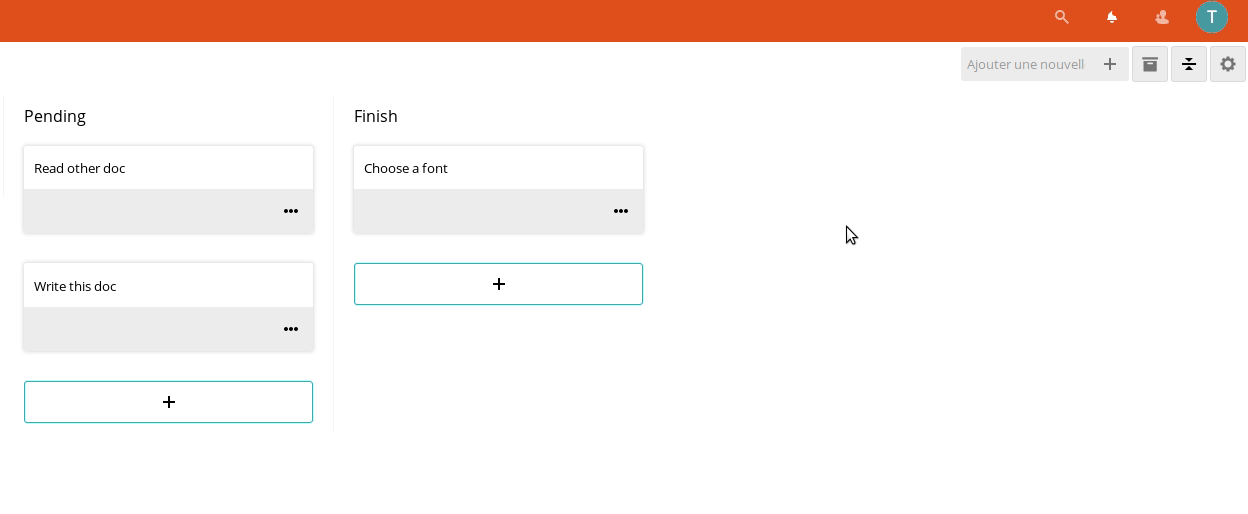 T
Ajouter une nouvell
Pending
Finish
Read other doc
Choose a font
Write this doc